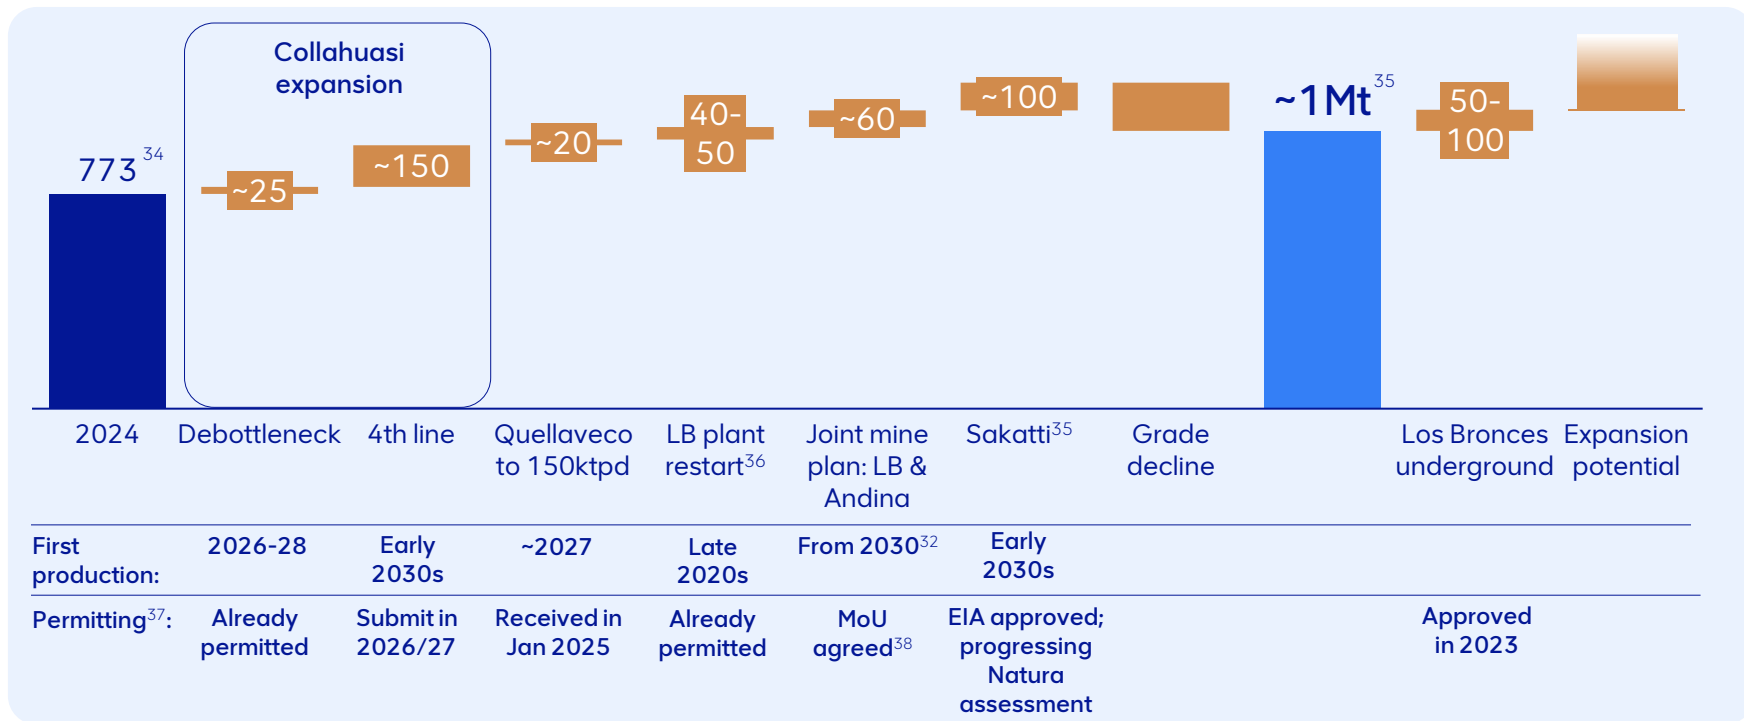 Collahuasi
expansion
773 34
~25
~150
~20
40-
50
~60
~100
~1Mt 35
50-
100
2024
Debottleneck
4th line
Quellaveco
to 150ktpd
LB plant
restart36
Joint mine
plan: LB &
Andina
Sakatti35
Grade
decline
Los Bronces
underground
Expansion
potential
First
production:
2026-28
Early
2030s
~2027
Late
2020s
From 203032
Early
2030s
Permitting37:
Already
permitted
Submit in
2026/27
Received in
Jan 2025
Already
permitted
MoU
agreed38
EIA approved;
progressing
Natura
assessment
Approved
in 2023